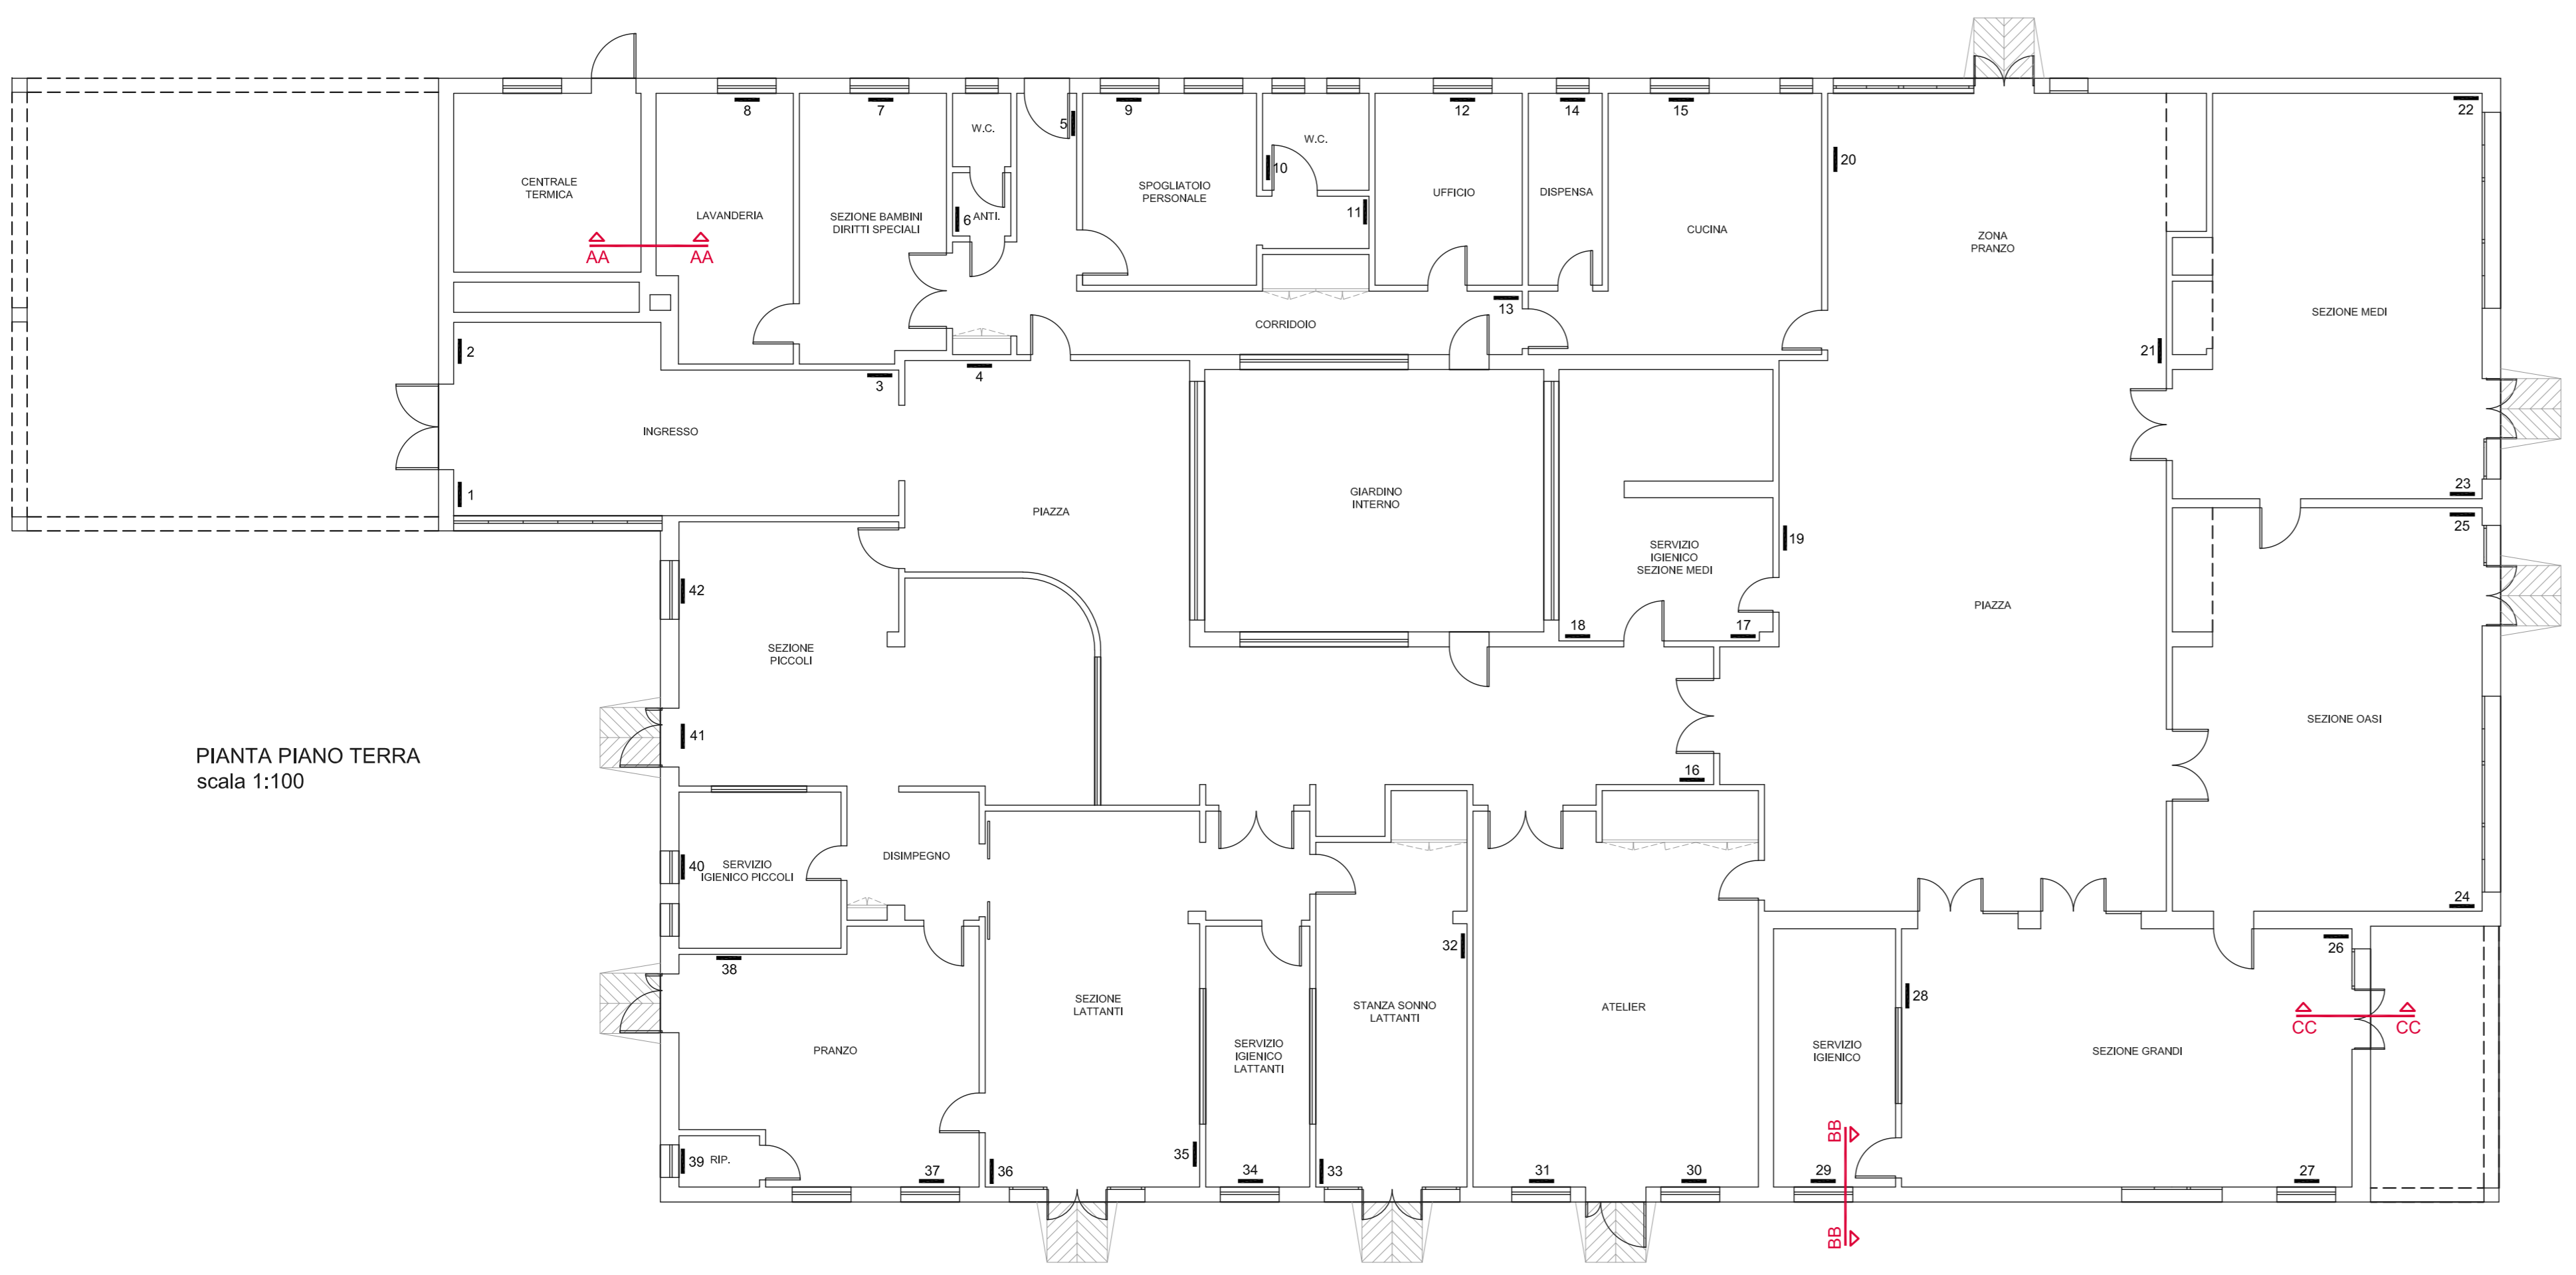 8
7
9
12
14
15
22
5
W.C.
W.C.
10
20
CENTRALE
TERMICA
SPOGLIATOIO
PERSONALE
UFFICIO
DISPENSA
LAVANDERIA
SEZIONE BAMBINI
DIRITTI SPECIALI
6
ANTI.
11
CUCINA
ZONA
PRANZO
AA
AA
13
CORRIDOIO
SEZIONE MEDI
2
3
4
21
INGRESSO
1
PIAZZA
GIARDINO
INTERNO
23
25
SERVIZIO
IGIENICO
SEZIONE MEDI
19
42
PIAZZA
18
17
SEZIONE
PICCOLI
41
SEZIONE OASI
PIANTA PIANO TERRA
scala 1:100
16
40
SERVIZIO
IGIENICO PICCOLI
DISIMPEGNO
24
38
32
26
28
SEZIONE
LATTANTI
STANZA SONNO
LATTANTI
ATELIER
CC
CC
PRANZO
SERVIZIO
IGIENICO
LATTANTI
SERVIZIO
IGIENICO
SEZIONE GRANDI
BB
39
RIP.
37
36
35
34
33
31
30
29
27
BB